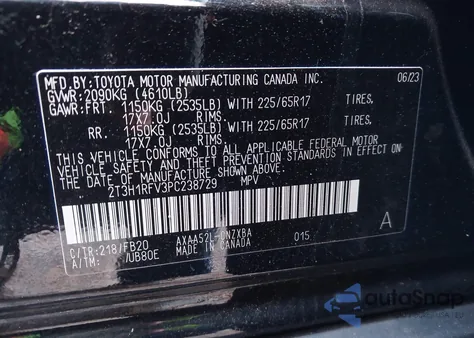 MFD.BY:TOYOTA MOTOR MANUFACTURING CANADA INC. 06/23
GVWR: 2090KG (4610LB)
GAWR:FRT. 1150KG (2535LB) WITH 225/65R17 TIRES,
17X7.0J RIMS,
RR. 1150KG (2535LB) WITH 225/65R17 TIRES,
17X7.0J RIMS,
THIS VEHICLE CONFORMS TO ALL APPLICABLE FEDERAL MOTOR
VEHICLE SAFETY AND THEFT PREVENTION STANDARDS IN EFFECT
ON THE DATE OF MANUFACTURE SHOWN ABOVE.
2T3H1RFV3PC238729 MPV
A
C/TR:218/FB20 AXAA52L-ANZXBA 015
A/TM: /UB80E MADE IN CANADA
autoSnap